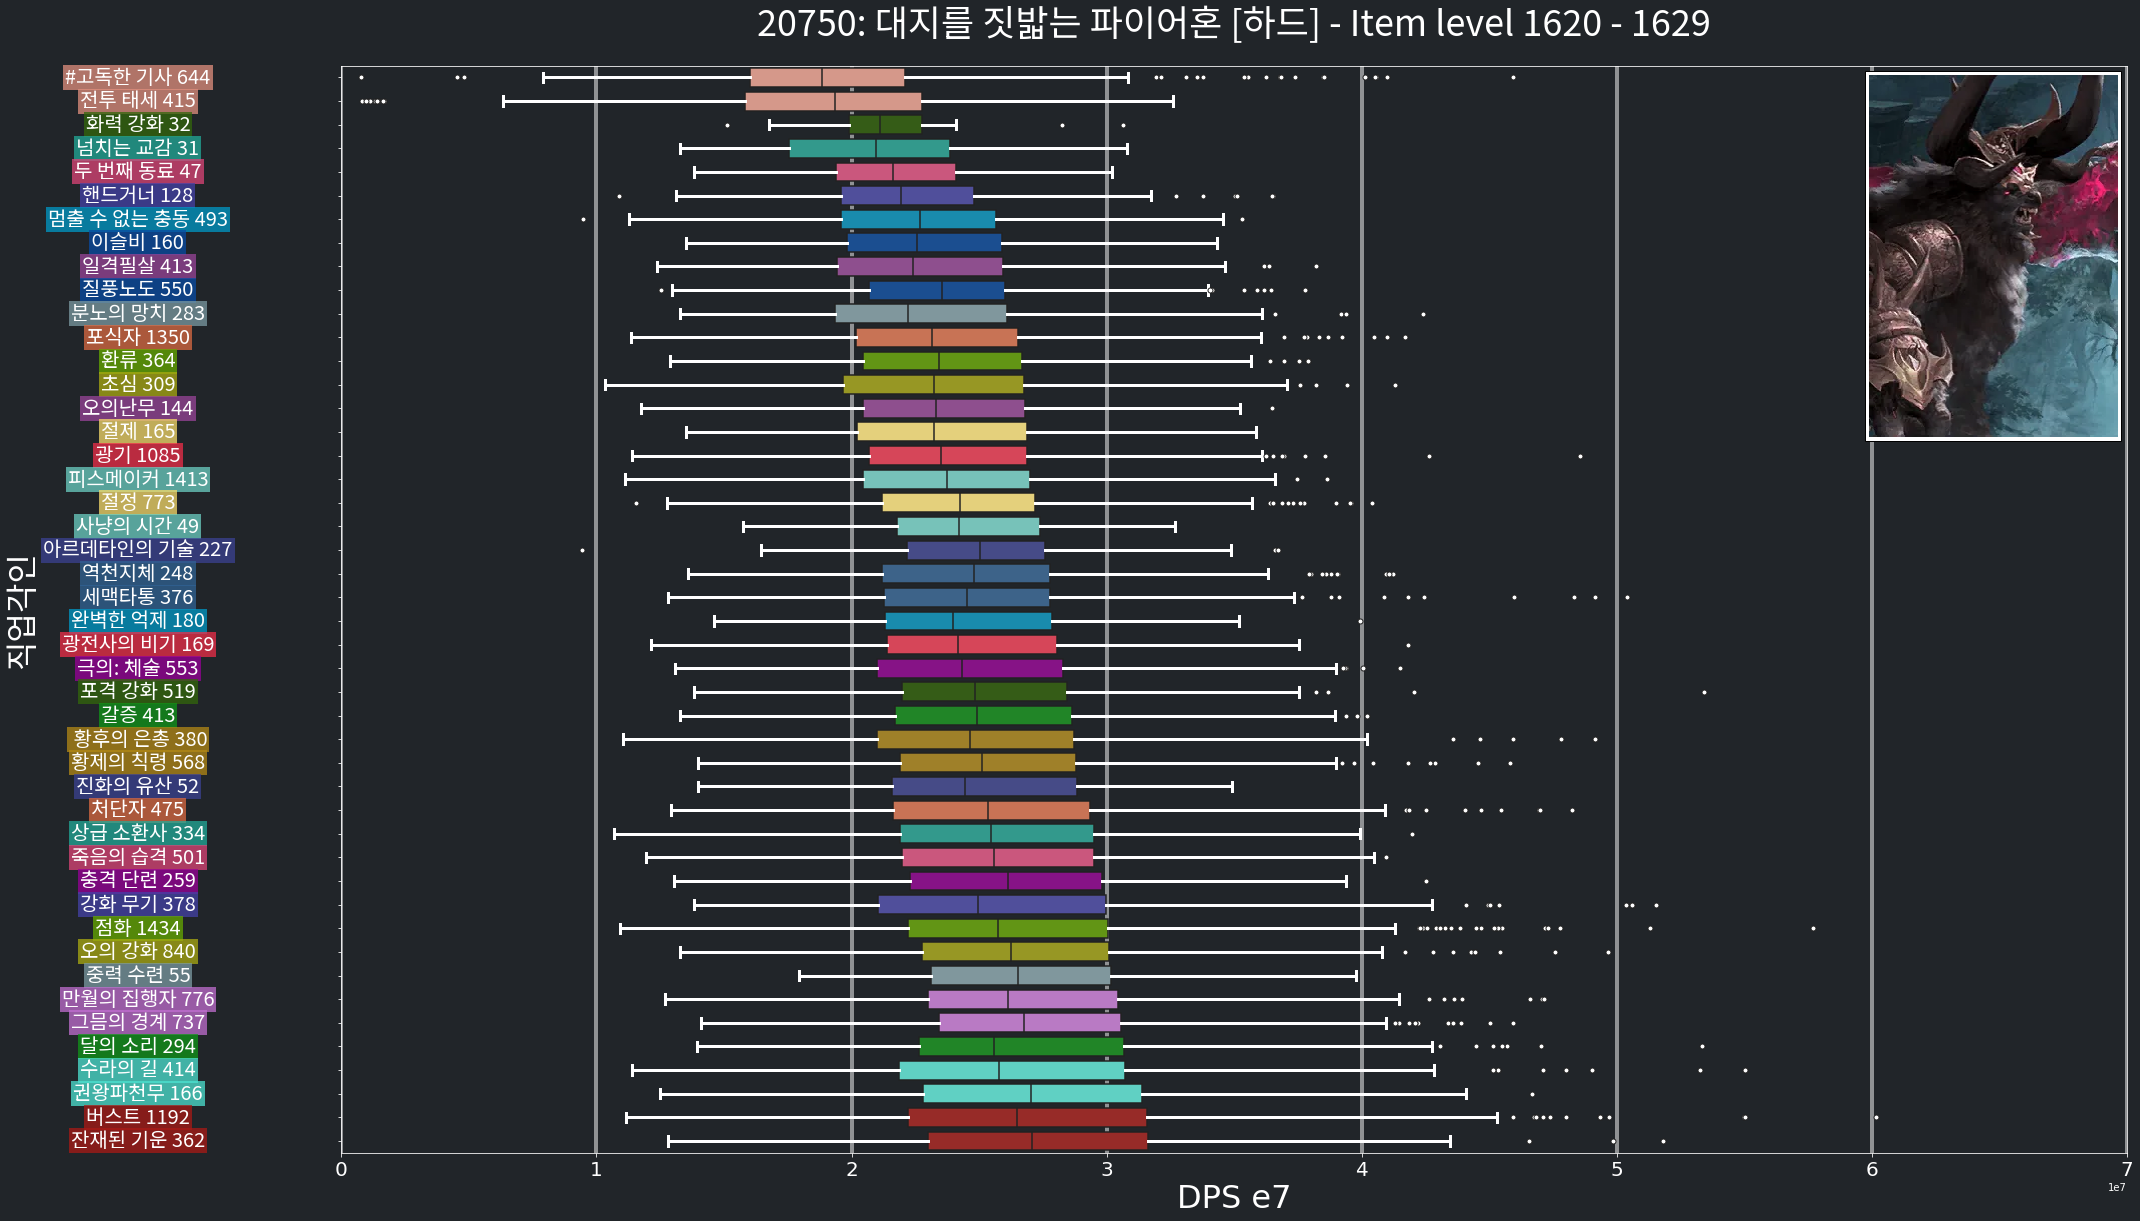 20750: 대지를 짓밟는 파이어혼 [하드] - Item level 1620 - 1629
#고독한 기사 644
전투 태세 415
화력 강화 32
넘치는 교감 31
두 번째 동료 47
핸드거너 128
멈출 수 없는 충동 493
이슬비 160
일격필살 413
질풍노도 550
분노의 망치 283
포식자 1350
환류 364
초심 309
오의난무 144
절제 165
광기 1085
피스메이커 1413
절정 773
사냥의 시간 49
아르데타인의 기술 227
역천지체 248
세맥타통 376
완벽한 억제 180
광전사의 비기 169
극의: 체술 553
포격 강화 519
갈증 413
황후의 은총 380
황제의 칙령 568
진화의 유산 52
처단자 475
상급 소환사 334
죽음의 습격 501
충격 단련 259
강화 무기 378
점화 1434
오의 강화 840
중력 수련 55
만월의 집행자 776
그믐의 경계 737
달의 소리 294
수라의 길 414
권왕파천무 166
버스트 1192
잔재된 기운 362
직업각인
0 1 2 3 4 5 6 7
1e7
DPS e7